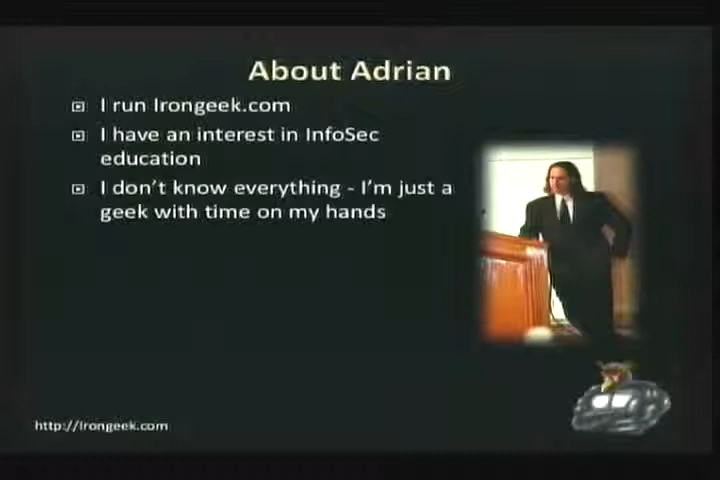 About Adrian
I run Irongeek.com
I have an interest in InfoSec
education
I don't know everything - I'm just a
geek with time on my hands
http://Irongeek.com